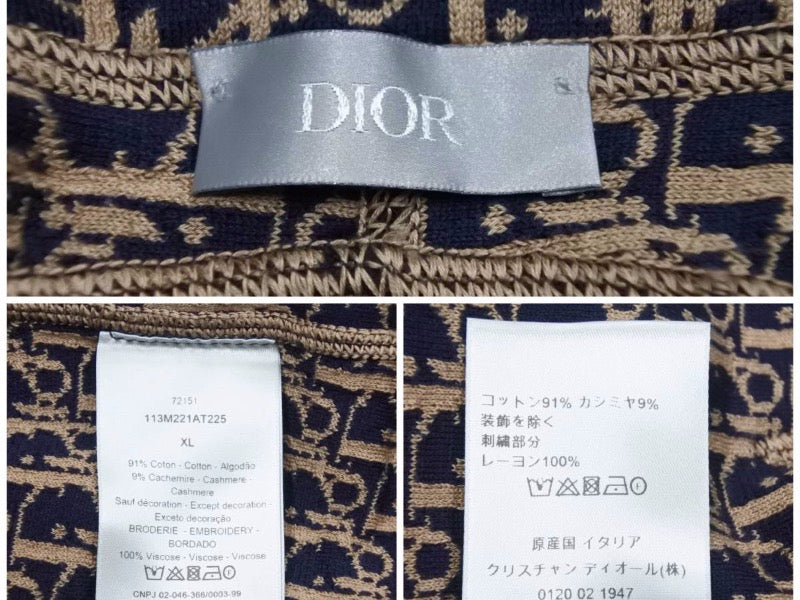 DIOR
72151
113M221AT225
XL
91% Coton - Cotton - Algodão
9% Cachemire - Cashmere -
Cashmere
Sauf décoration - Except decoration -
Exceto decoração
BRODERIE - EMBROIDERY -
BORDADO
100% Viscose - Viscose - Viscose
CNPJ 02-046-366/0003-99
コットン91% カシミヤ9%
装飾を除く
刺繍部分
レーヨン100%
原産国 イタリア
クリスチャン ディオール(株)
0120 02 1947